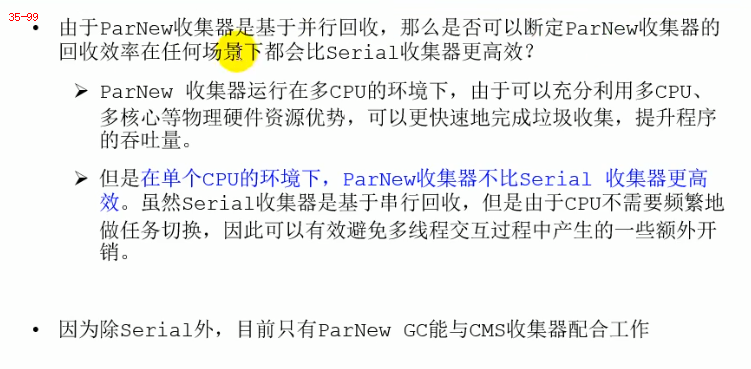 35-99
• 由于ParNew收集器是基于并行回收，那么是否可以断定ParNew收集器的
回收效率在任何场景下都会比Serial收集器更高效？
➢ ParNew 收集器运行在多CPU的环境下，由于可以充分利用多CPU、
多核心等物理硬件资源优势，可以更快速地完成垃圾收集，提升程序
的吞吐量。
➢ 但是在单个CPU的环境下，ParNew收集器不比Serial 收集器更高
效。虽然Serial收集器是基于串行回收，但是由于CPU不需要频繁地
做任务切换，因此可以有效避免多线程交互过程中产生的一些额外开
销。
• 因为除Serial外，目前只有ParNew GC能与CMS收集器配合工作